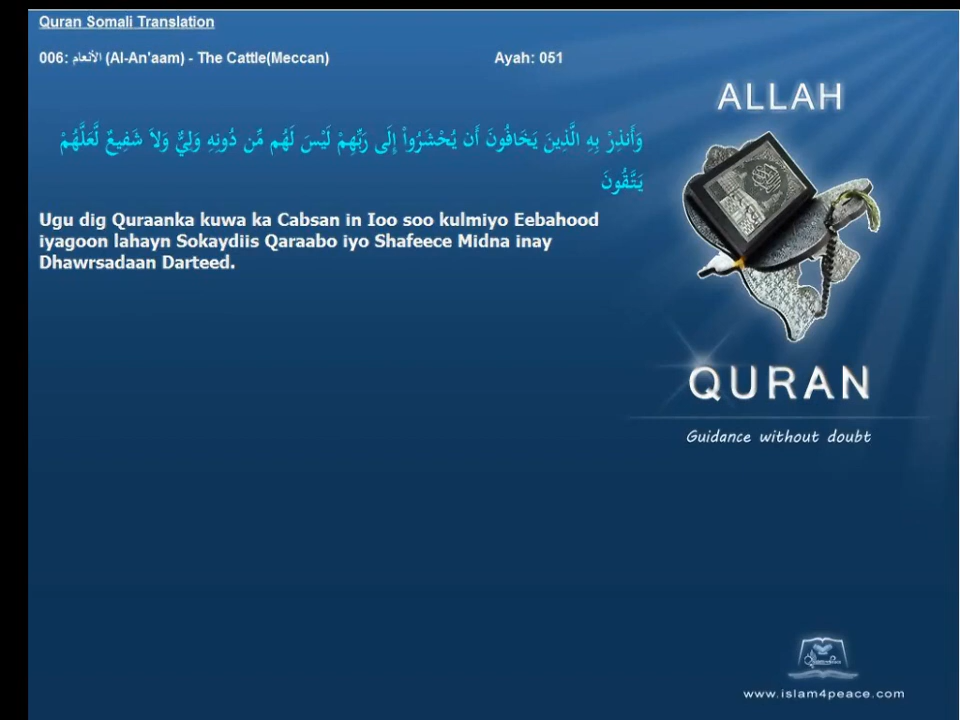 Quran Somali Translation
006: الأنعام (Al-An'aam) - The Cattle(Meccan) Ayah: 051
وَأَنذِرْ بِهِ الَّذِينَ يَخَافُونَ أَن يُحْشَرُواْ إِلَى رَبِّهِمْ لَيْسَ لَهُم مِّن دُونِهِ وَلِيٌّ وَلاَ شَفِيعٌ لَّعَلَّهُمْ
يَتَّقُونَ
Ugu dig Quraanka kuwa ka Cabsan in Ioo soo kulmiyo Eebahood
iyagoon lahayn Sokaydiis Qaraabo iyo Shafeece Midna inay
Dhawrsadaan Darteed.
ALLAH
QURAN
Guidance without doubt
www.islam4peace.com